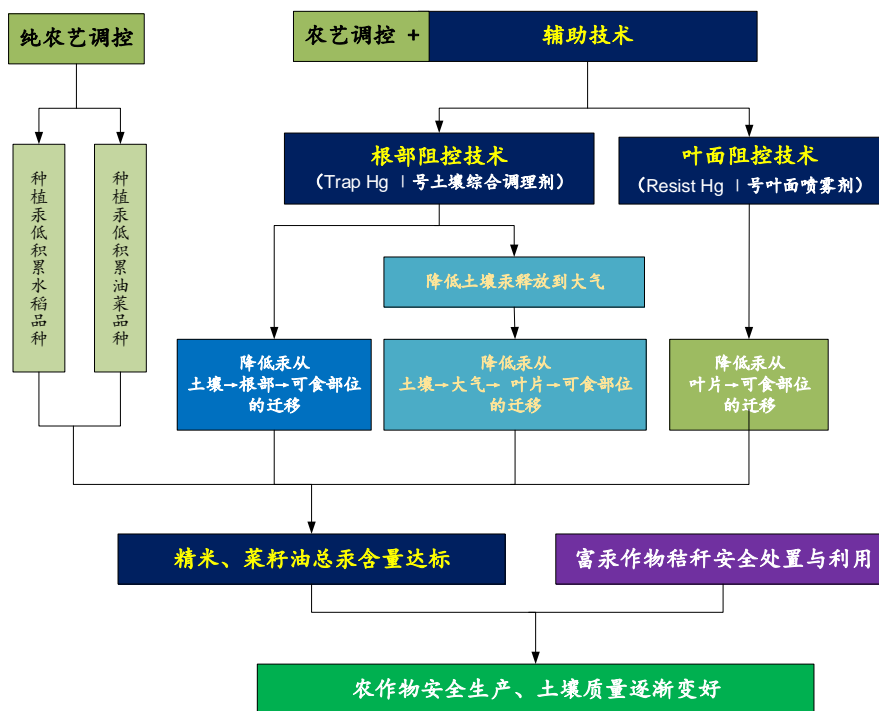 纯农艺调控
农艺调控 + 辅助技术
根部阻控技术
（Trap Hg Ⅰ号土壤综合调理剂）
叶面阻控技术
（Resist Hg Ⅰ号叶面喷雾剂）
种植汞低积累水稻品种
种植汞低积累油菜品种
降低土壤汞释放到大气
降低汞从
土壤→根部→可食部位
的迁移
降低汞从
土壤→大气→ 叶片→可食部位
的迁移
降低汞从
叶片→可食部位
的迁移
精米、菜籽油总汞含量达标
富汞作物秸秆安全处置与利用
农作物安全生产、土壤质量逐渐变好